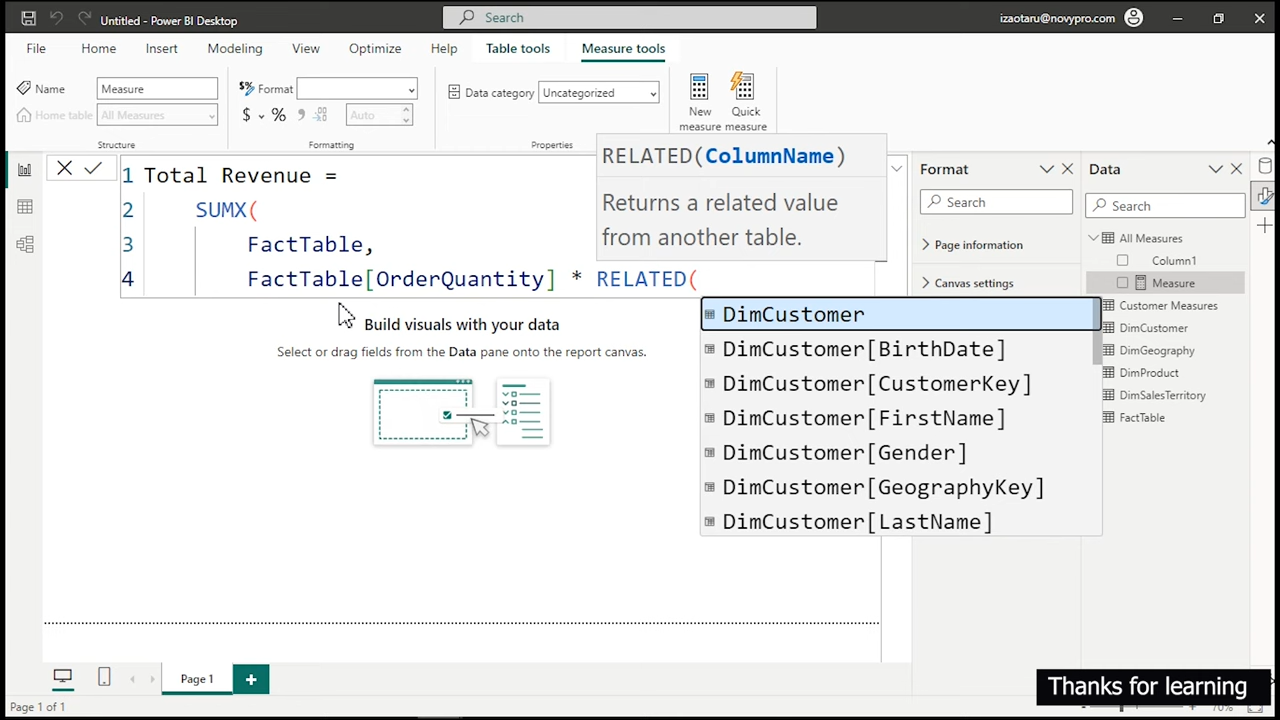 Untitled - Power BI Desktop
Search
izaotaru@novypro.com
File Home Insert Modeling View Optimize Help Table tools Measure tools
Name Measure
Home table All Measures
Structure
Format
$ % Auto
Formatting
Data category Uncategorized
Properties
New measure
Quick measure
RELATED(ColumnName)
Returns a related value
from another table.
1 Total Revenue =
2 SUMX(
3 FactTable,
4 FactTable[OrderQuantity] * RELATED(
DimCustomer
DimCustomer[BirthDate]
DimCustomer[CustomerKey]
DimCustomer[FirstName]
DimCustomer[Gender]
DimCustomer[GeographyKey]
DimCustomer[LastName]
Build visuals with your data
Select or drag fields from the Data pane onto the report canvas.
Format
Search
Page information
Canvas settings
Data
Search
All Measures
Column1
Measure
Customer Measures
DimCustomer
DimGeography
DimProduct
DimSalesTerritory
FactTable
Page 1
Page 1 of 1
Thanks for learning
70%